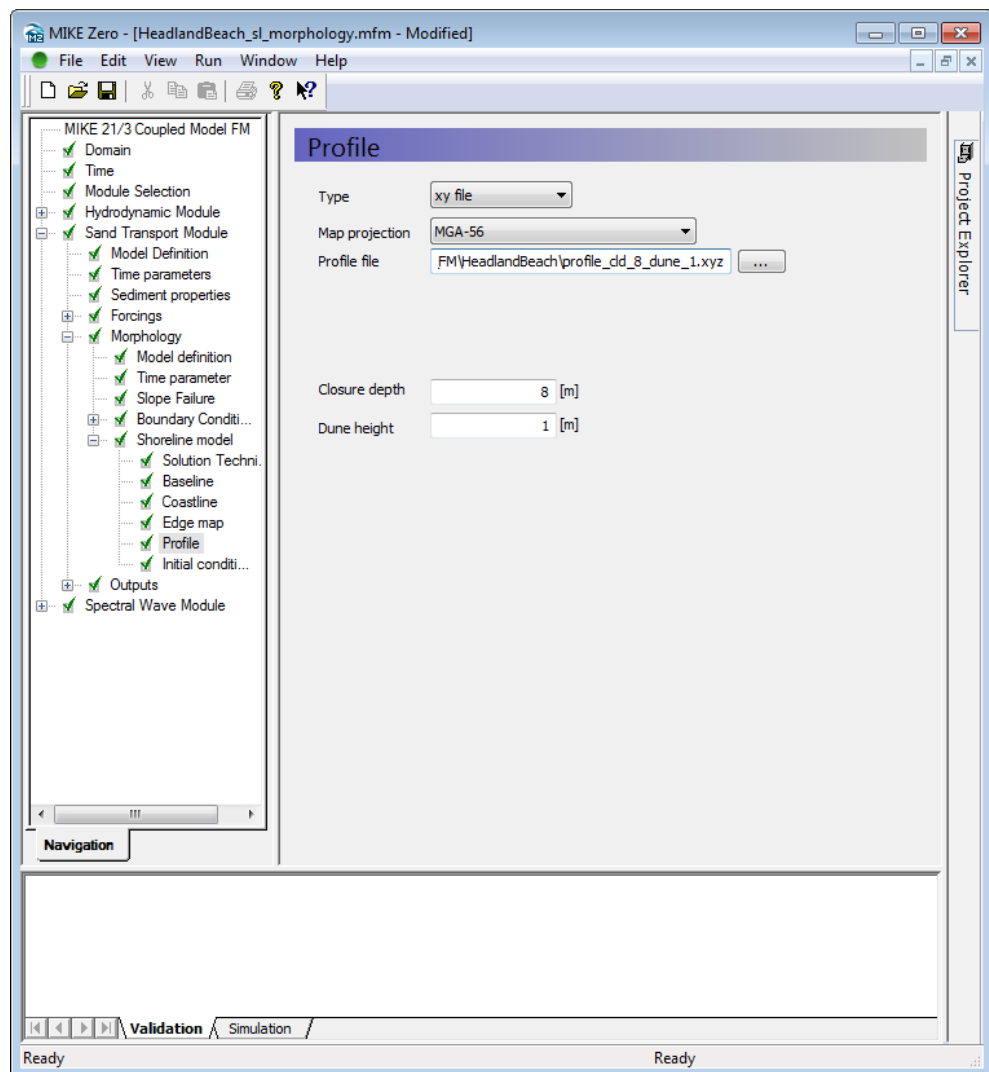 MIKE Zero - [HeadlandBeach_sl_morphology.mfm - Modified]
File Edit View Run Window Help
MIKE 21/3 Coupled Model FM
Domain
Time
Module Selection
Hydrodynamic Module
Sand Transport Module
Model Definition
Time parameters
Sediment properties
Forcings
Morphology
Model definition
Time parameter
Slope Failure
Boundary Conditi...
Shoreline model
Solution Techni.
Baseline
Coastline
Edge map
Profile
Initial conditi...
Outputs
Spectral Wave Module
Navigation
Profile
Type xy file
Map projection MGA-56
Profile file FM\HeadlandBeach\profile_cld_8_dune_1.xyz ...
Closure depth 8 [m]
Dune height 1 [m]
Project Explorer
Validation Simulation
Ready Ready